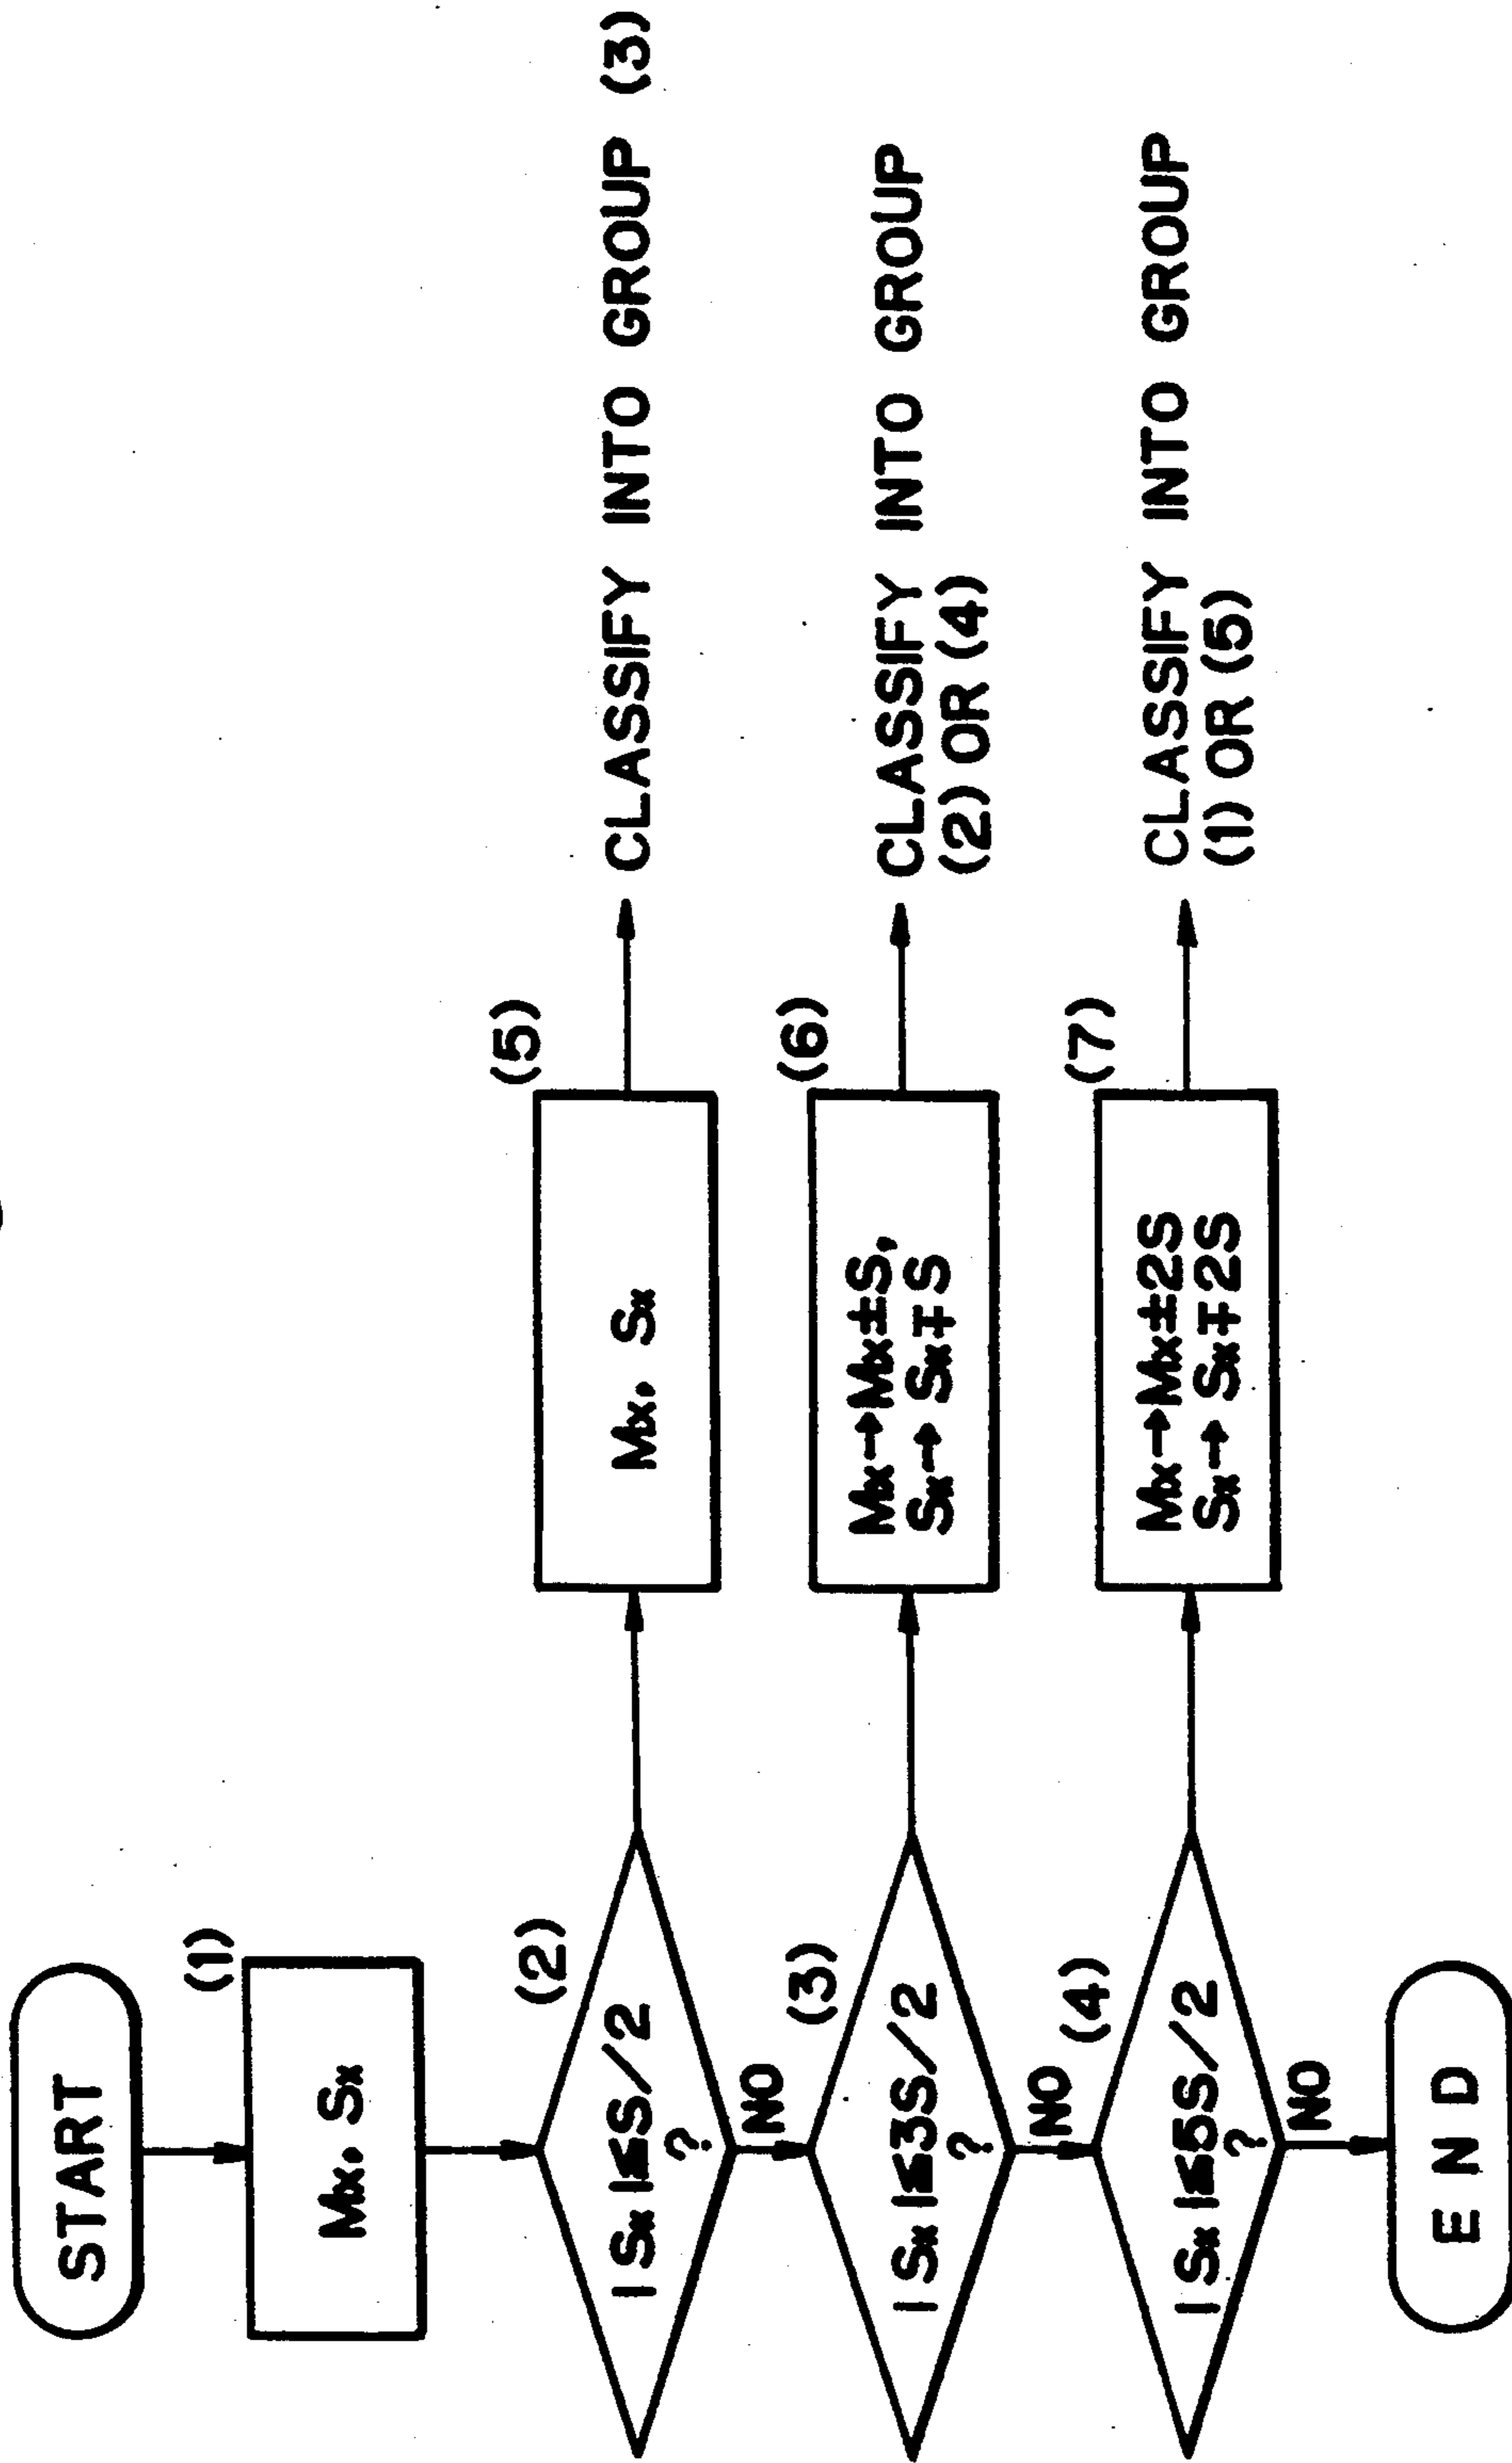 START
(1)
Mx. Sx
(2)
|Sx|≦S/2
?
NO
(5)
Mx. Sx
CLASSIFY INTO GROUP (3)
(3)
|Sx|≦3S/2
?
NO
(6)
Mx→Mx±S,
Sx→Sx∓S
CLASSIFY INTO GROUP
(2) OR (4)
(4)
|Sx|≦5S/2
?
NO
(7)
Mx→Mx±2S
Sx→Sx∓2S
CLASSIFY INTO GROUP
(1) OR (5)
END